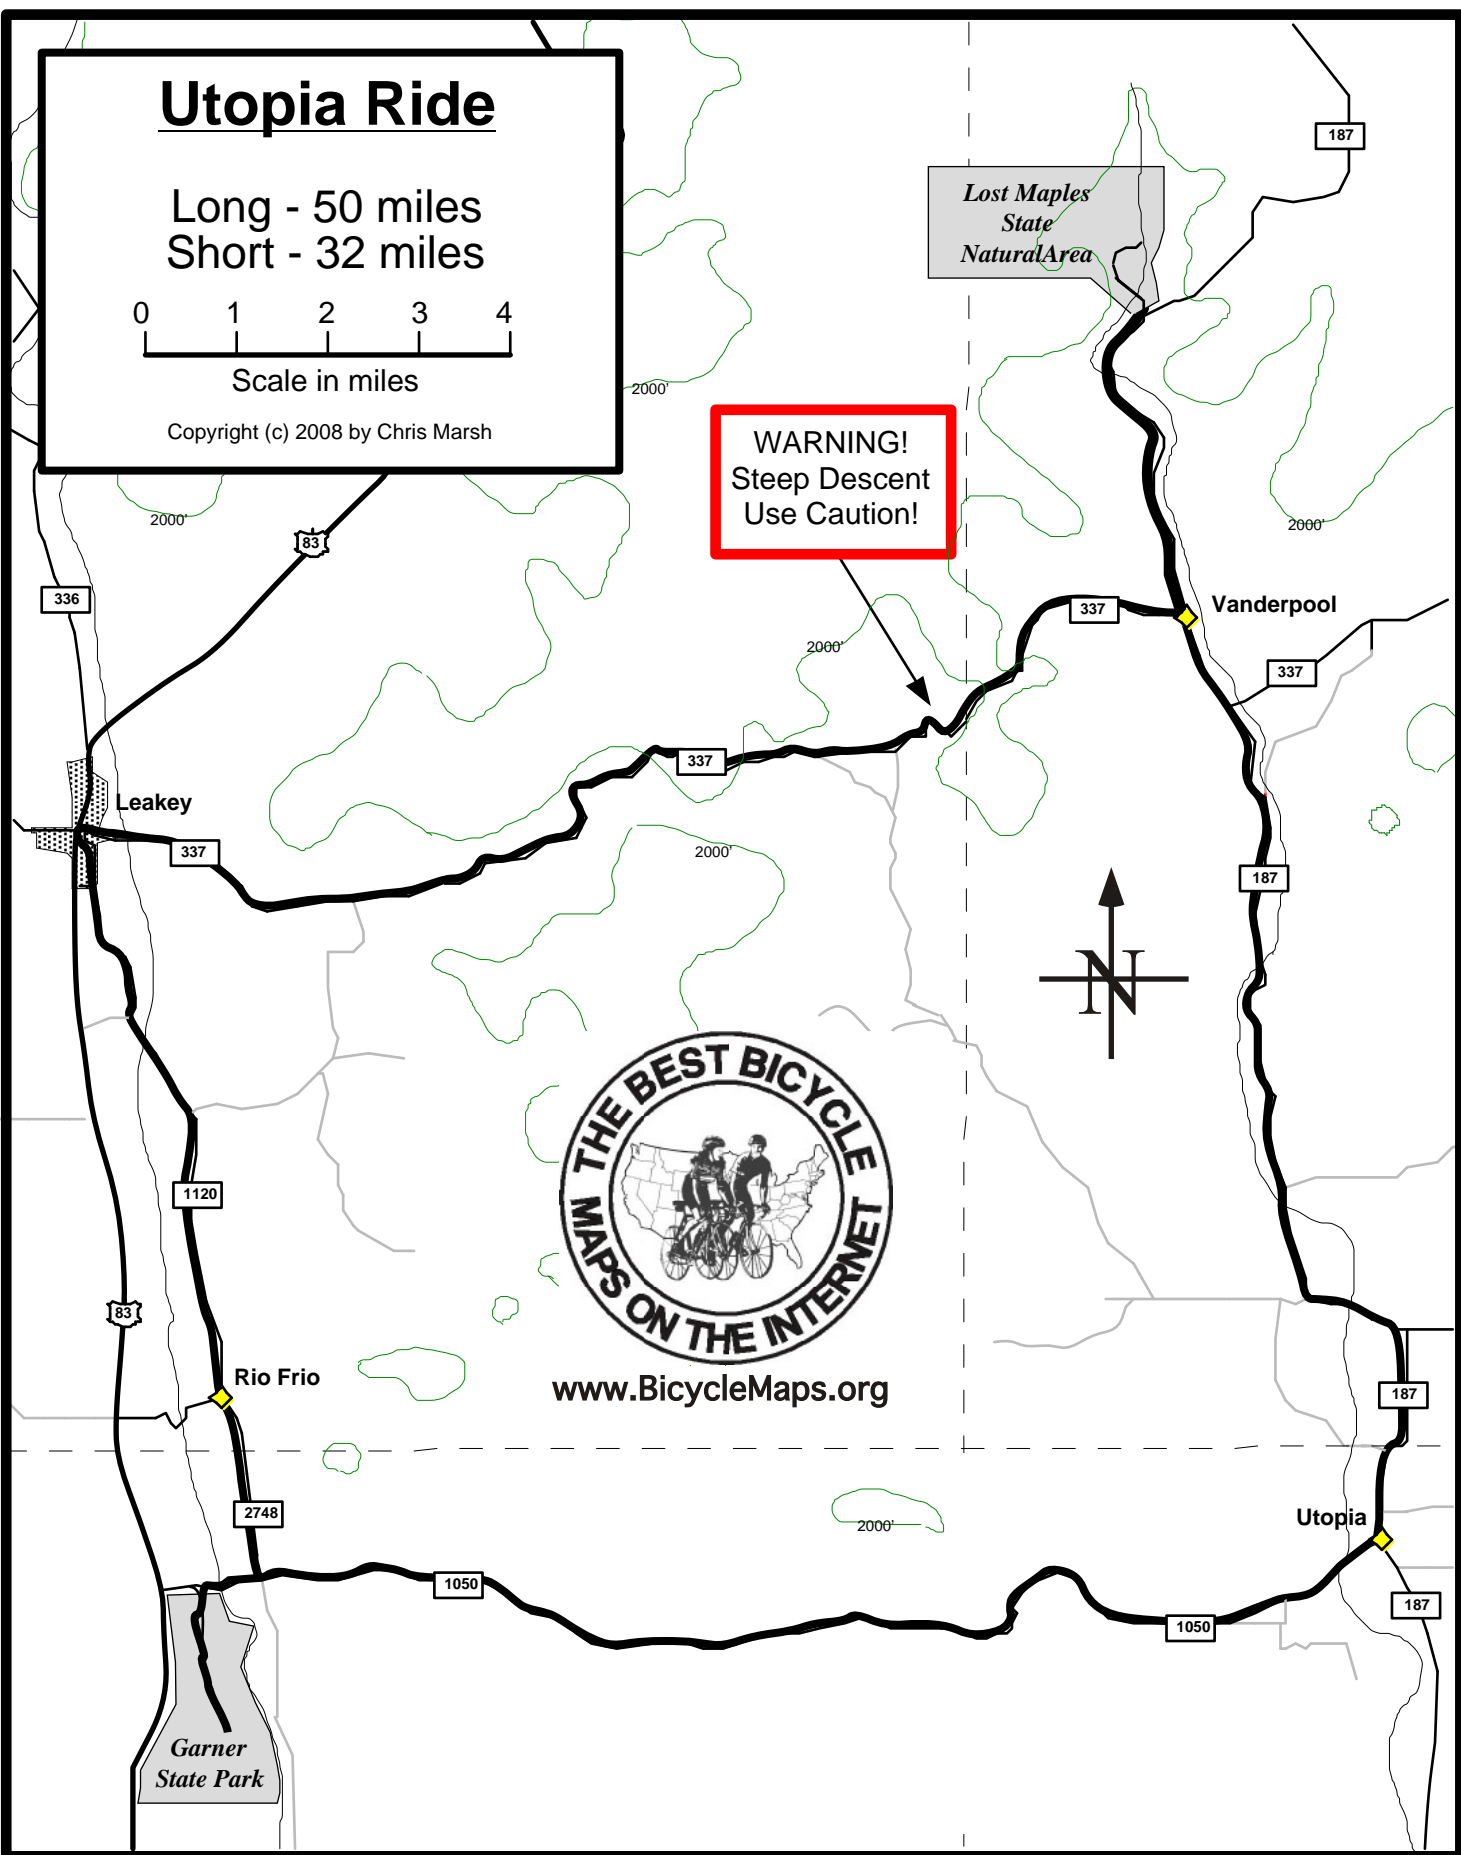 Utopia Ride
Long - 50 miles
Short - 32 miles
0 1 2 3 4
Scale in miles
Copyright (c) 2008 by Chris Marsh
187
Lost Maples
State
NaturalArea
2000'
WARNING!
Steep Descent
Use Caution!
2000'
2000'
83
336
337
Vanderpool
2000'
337
337
Leakey
337
2000'
187
N
THE BEST BICYCLE
MAPS ON THE INTERNET
www.BicycleMaps.org
1120
83
Rio Frio
187
2748
2000'
Utopia
1050
187
1050
Garner
State Park